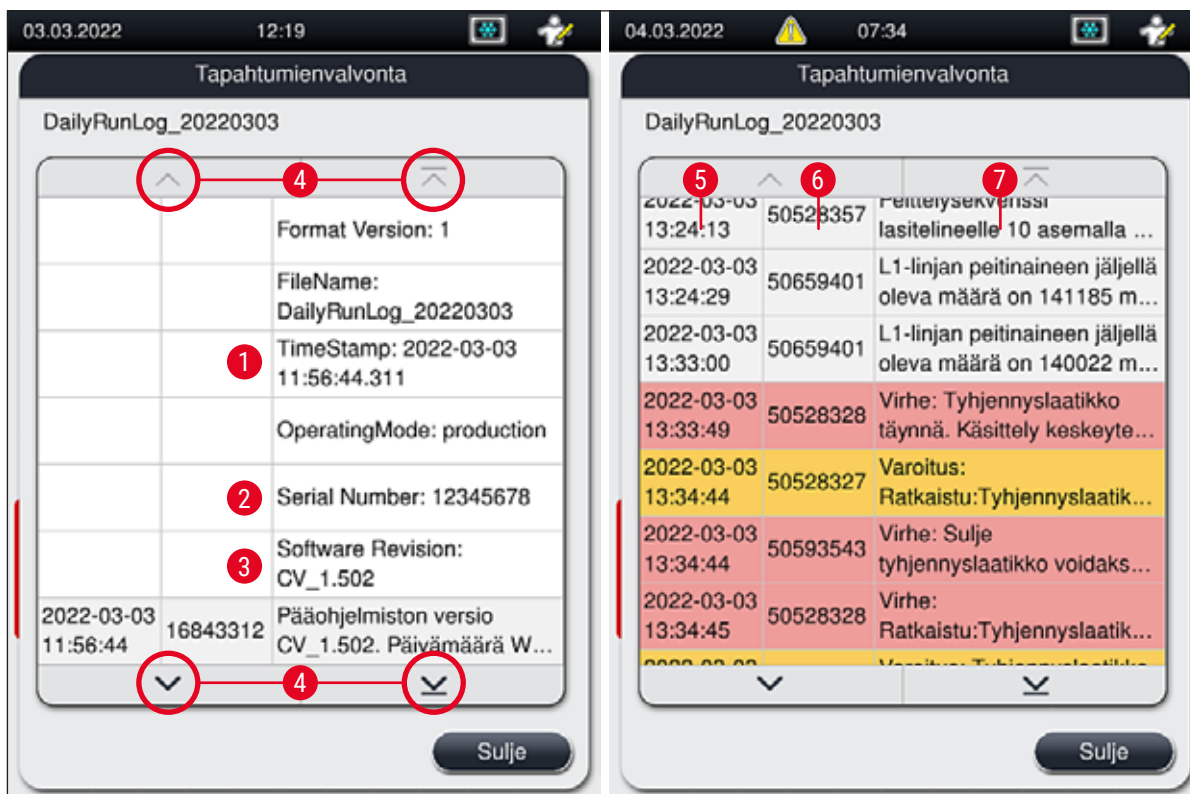 03.03.2022 12:19
Tapahtumienvalvonta
DailyRunLog_20220303
4
Format Version: 1
FileName:
DailyRunLog_20220303
1
TimeStamp: 2022-03-03
11:56:44.311
OperatingMode: production
2
Serial Number: 12345678
3
Software Revision:
CV_1.502
2022-03-03
11:56:44
16843312
Pääohjelmiston versio
CV_1.502. Päivämäärä W...
4
Sulje
04.03.2022 07:34
Tapahtumienvalvonta
DailyRunLog_20220303
5 6 7
2022-03-03
13:24:13
50528357
Peittelysekvenssi
lasitelineelle 10 asemalla ...
2022-03-03
13:24:29
50659401
L1-linjan peitinaineen jäljellä
oleva määrä on 141185 m...
2022-03-03
13:33:00
50659401
L1-linjan peitinaineen jäljellä
oleva määrä on 140022 m...
2022-03-03
13:33:49
50528328
Virhe: Tyhjennyslaatikko
täynnä. Käsittely keskeyte...
2022-03-03
13:34:44
50528327
Varoitus:
Ratkaistu:Tyhjennyslaatik...
2022-03-03
13:34:44
50593543
Virhe: Sulje
tyhjennyslaatikko voidaks...
2022-03-03
13:34:45
50528328
Virhe:
Ratkaistu:Tyhjennyslaatik...
Sulje